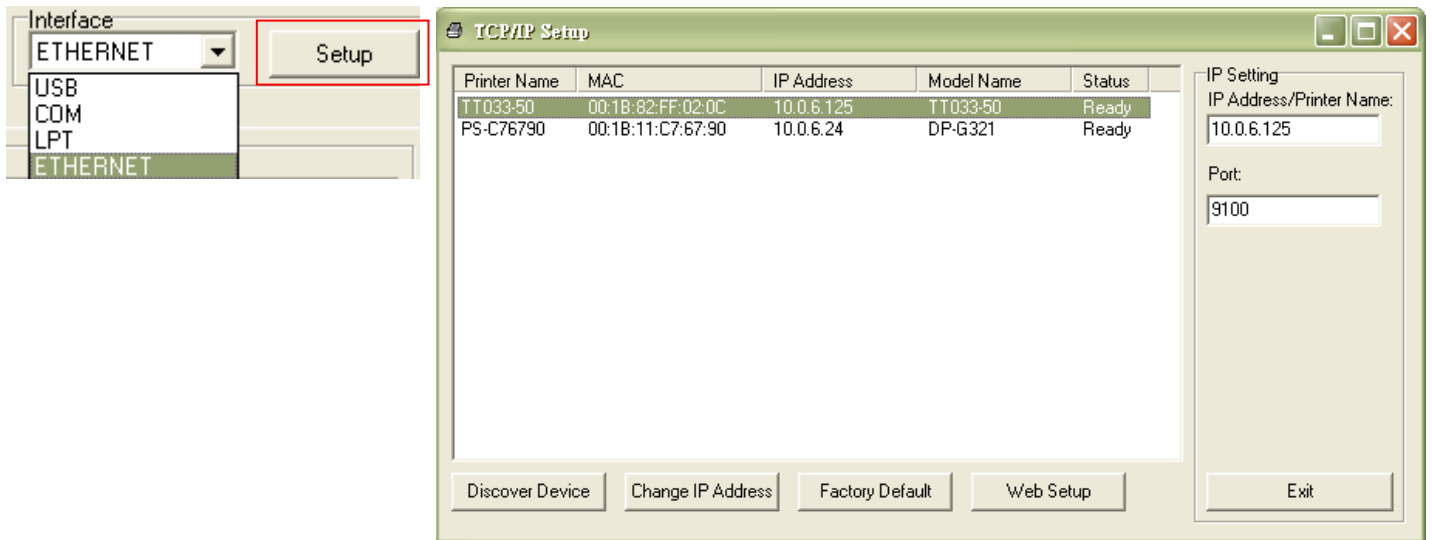 Interface
ETHERNET Setup
USB
COM
LPT
ETHERNET
TCP/IP Setup
Printer Name MAC IP Address Model Name Status
TT033-50 00:1B:82:FF:02:0C 10.0.6.125 TT033-50 Ready
PS-C76790 00:1B:11:C7:67:90 10.0.6.24 DP-G321 Ready
IP Setting
IP Address/Printer Name:
10.0.6.125
Port:
9100
Discover Device Change IP Address Factory Default Web Setup Exit